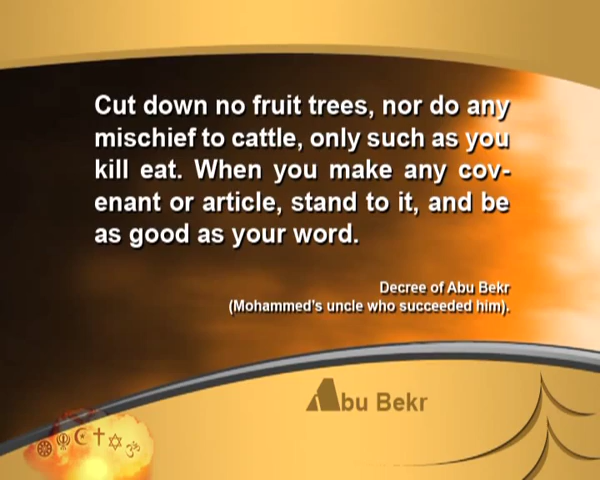 Cut down no fruit trees, nor do any
mischief to cattle, only such as you
kill eat. When you make any cov-
enant or article, stand to it, and be
as good as your word.
Decree of Abu Bekr
(Mohammed's uncle who succeeded him).
Abu Bekr